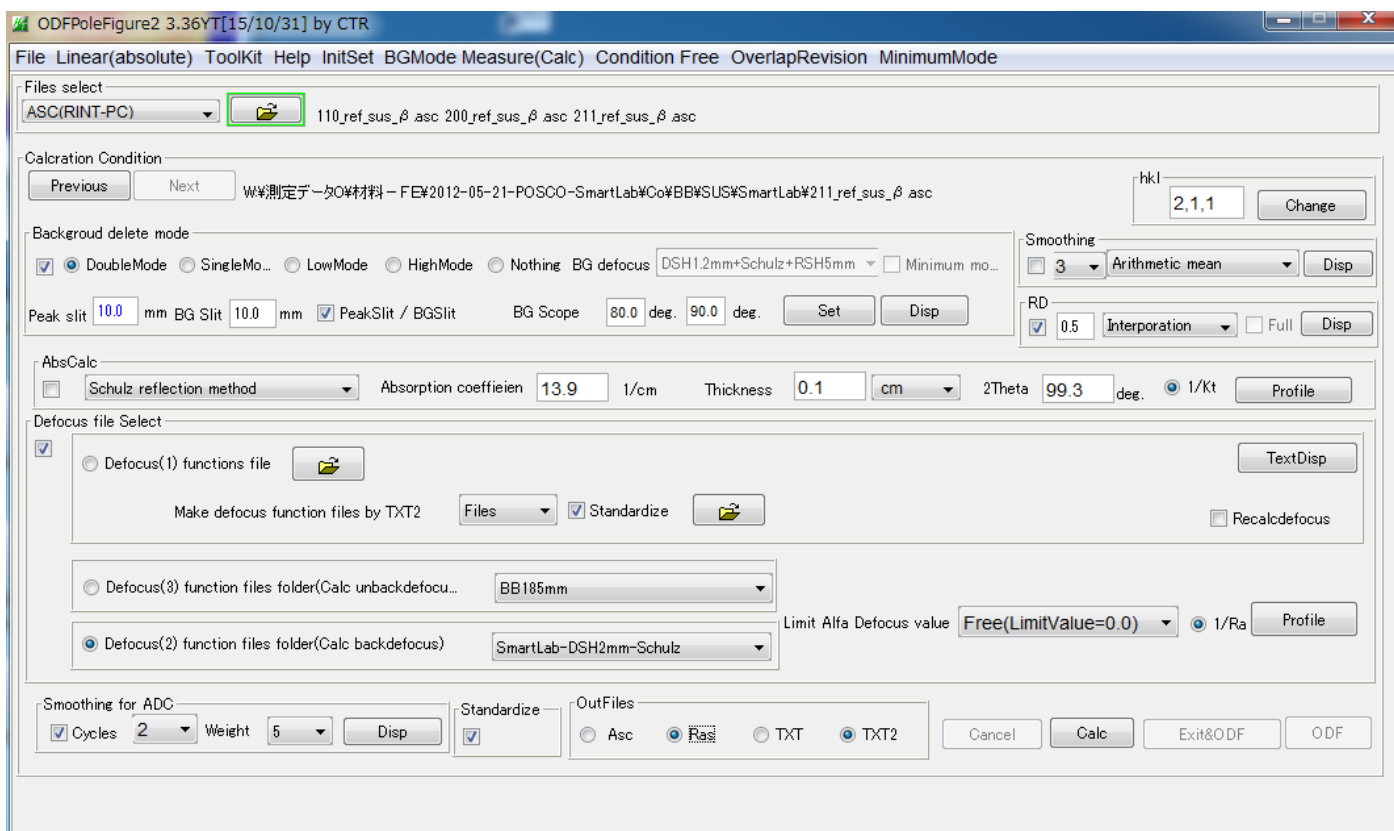 ODFPoleFigure2 3.36YT[15/10/31] by CTR
File Linear(absolute) ToolKit Help InitSet BGMode Measure(Calc) Condition Free OverlapRevision MinimumMode
Files select
ASC(RINT-PC) 110_ref_sus_β.asc 200_ref_sus_β.asc 211_ref_sus_β.asc
Calcration Condition
Previous Next W:¥測定データO¥材料－FE¥2012-05-21-POSCO-SmartLab¥Co¥BB¥SUS¥SmartLab¥211_ref_sus_β.asc
hkl
2,1,1 Change
Backgroud delete mode
DoubleMode SingleMo... LowMode HighMode Nothing BG defocus DSH1.2mm+Schulz+RSH5mm Minimum mo...
Peak slit 10.0 mm BG Slit 10.0 mm PeakSlit / BGSlit BG Scope 80.0 deg. 90.0 deg. Set Disp
Smoothing
3 Arithmetic mean Disp
RD
0.5 Interporation Full Disp
AbsCalc
Schulz reflection method Absorption coeffieien 13.9 1/cm Thickness 0.1 cm 2Theta 99.3 deg. 1/Kt Profile
Defocus file Select
Defocus(1) functions file TextDisp
Make defocus function files by TXT2 Files Standardize Recalcdefocus
Defocus(3) function files folder(Calc unbackdefocu... BB185mm
Limit Alfa Defocus value Free(LimitValue=0.0) 1/Ra Profile
Defocus(2) function files folder(Calc backdefocus) SmartLab-DSH2mm-Schulz
Smoothing for ADC
Cycles 2 Weight 5 Disp
Standardize
OutFiles
Asc Ras TXT TXT2
Cancel Calc Exit&ODF ODF